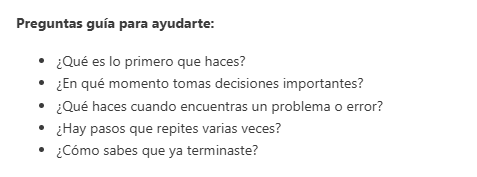 Preguntas guía para ayudarte:
• ¿Qué es lo primero que haces?
• ¿En qué momento tomas decisiones importantes?
• ¿Qué haces cuando encuentras un problema o error?
• ¿Hay pasos que repites varias veces?
• ¿Cómo sabes que ya terminaste?